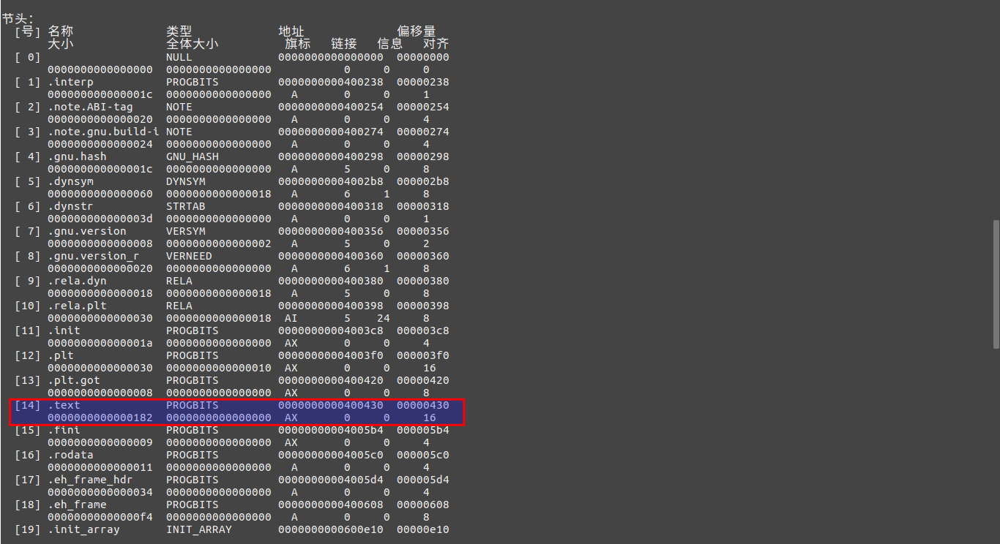 节头：
[号] 名称 类型 地址 偏移量
大小 全体大小 旗标 链接 信息 对齐
[ 0] NULL 0000000000000000 00000000
0000000000000000 0000000000000000 0 0 0
[ 1] .interp PROGBITS 0000000000400238 00000238
000000000000001c 0000000000000000 A 0 0 1
[ 2] .note.ABI-tag NOTE 0000000000400254 00000254
0000000000000020 0000000000000000 A 0 0 4
[ 3] .note.gnu.build-i NOTE 0000000000400274 00000274
0000000000000024 0000000000000000 A 0 0 4
[ 4] .gnu.hash GNU_HASH 0000000000400298 00000298
000000000000001c 0000000000000000 A 5 0 8
[ 5] .dynsym DYNSYM 00000000004002b8 000002b8
0000000000000060 0000000000000018 A 6 1 8
[ 6] .dynstr STRTAB 0000000000400318 00000318
000000000000003d 0000000000000000 A 0 0 1
[ 7] .gnu.version VERSYM 0000000000400356 00000356
0000000000000008 0000000000000002 A 5 0 2
[ 8] .gnu.version_r VERNEED 0000000000400360 00000360
0000000000000020 0000000000000000 A 6 1 8
[ 9] .rela.dyn RELA 0000000000400380 00000380
0000000000000018 0000000000000018 A 5 0 8
[10] .rela.plt RELA 0000000000400398 00000398
0000000000000030 0000000000000018 AI 5 24 8
[11] .init PROGBITS 00000000004003c8 000003c8
000000000000001a 0000000000000000 AX 0 0 4
[12] .plt PROGBITS 00000000004003f0 000003f0
0000000000000030 0000000000000010 AX 0 0 16
[13] .plt.got PROGBITS 0000000000400420 00000420
0000000000000008 0000000000000000 AX 0 0 8
[14] .text PROGBITS 0000000000400430 00000430
0000000000000182 0000000000000000 AX 0 0 16
[15] .fini PROGBITS 00000000004005b4 000005b4
0000000000000009 0000000000000000 AX 0 0 4
[16] .rodata PROGBITS 00000000004005c0 000005c0
0000000000000011 0000000000000000 A 0 0 4
[17] .eh_frame_hdr PROGBITS 00000000004005d4 000005d4
0000000000000034 0000000000000000 A 0 0 4
[18] .eh_frame PROGBITS 0000000000400608 00000608
00000000000000f4 0000000000000000 A 0 0 8
[19] .init_array INIT_ARRAY 0000000000600e10 00000e10